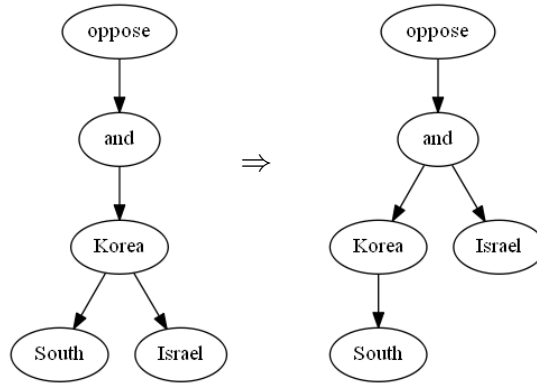 oppose oppose
and and
⇒
Korea Korea Israel
South Israel South